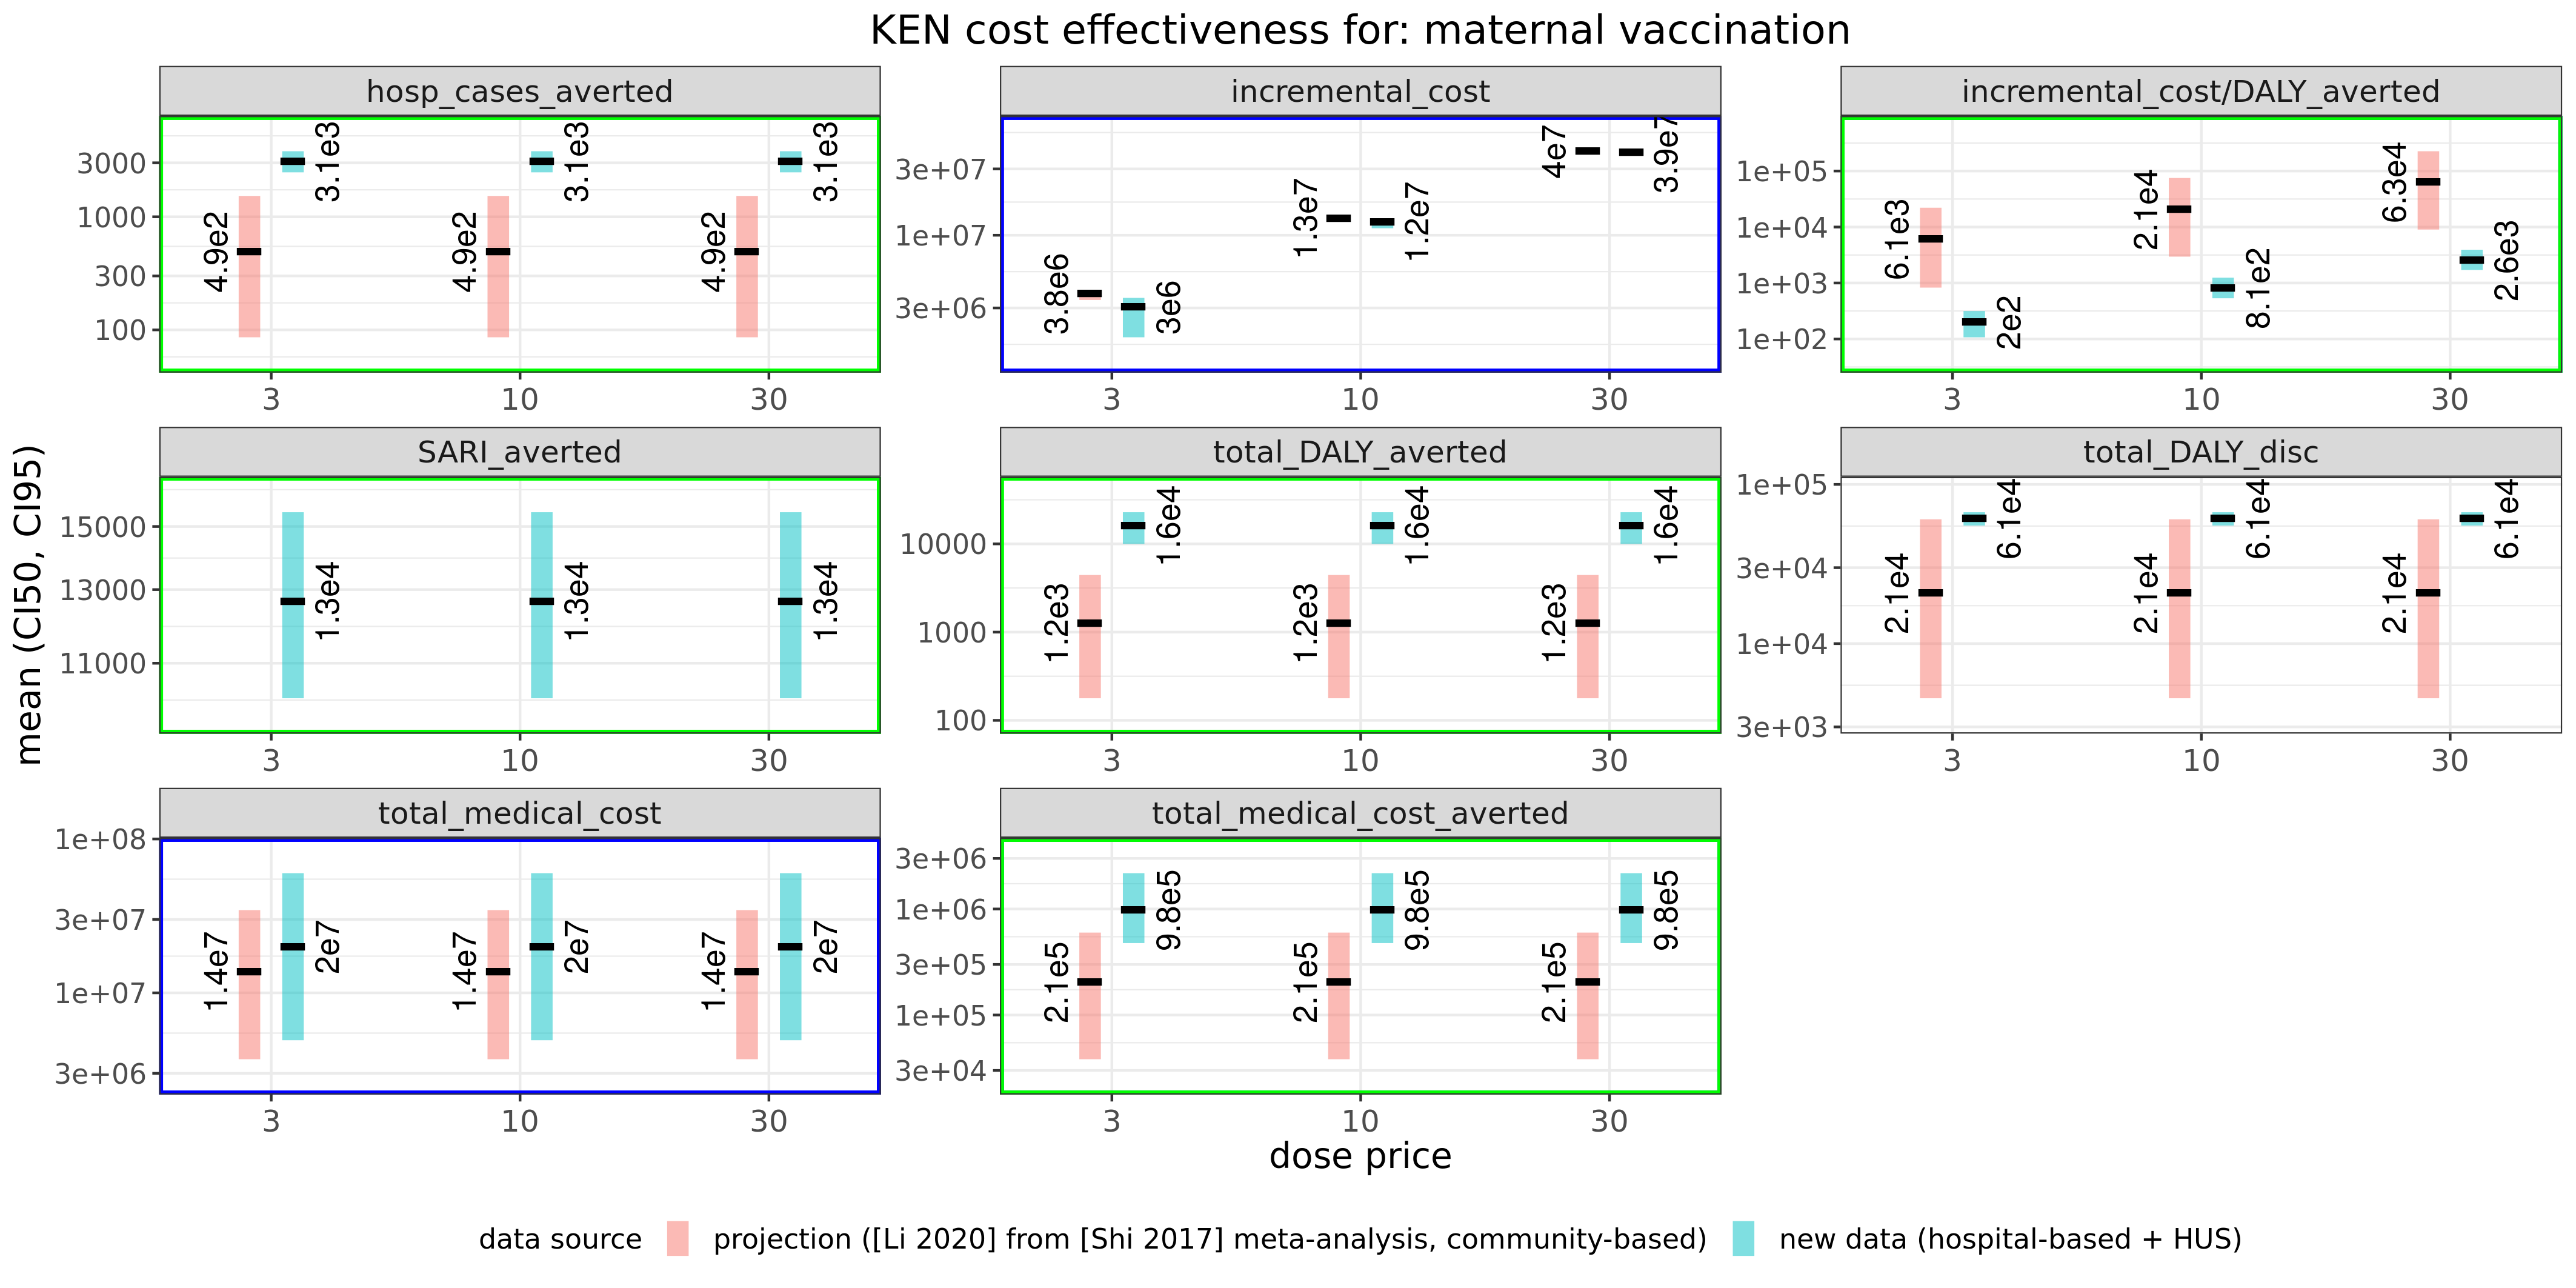 KEN cost effectiveness for: maternal vaccination
mean (CI50, CI95)
hosp_cases_averted
3000
1000
300
100
4.9e2
3.1e3
4.9e2
3.1e3
4.9e2
3.1e3
3
10
30
incremental_cost
3e+07
1e+07
3e+06
3.8e6
3e6
1.3e7
1.2e7
4e7
3.9e7
3
10
30
incremental_cost/DALY_averted
1e+05
1e+04
1e+03
1e+02
6.1e3
2e2
2.1e4
8.1e2
6.3e4
2.6e3
3
10
30
SARI_averted
15000
13000
11000
1.3e4
1.3e4
1.3e4
3
10
30
total_DALY_averted
10000
1000
100
1.2e3
1.6e4
1.2e3
1.6e4
1.2e3
1.6e4
3
10
30
total_DALY_disc
1e+05
3e+04
1e+04
3e+03
2.1e4
6.1e4
2.1e4
6.1e4
2.1e4
6.1e4
3
10
30
total_medical_cost
1e+08
3e+07
1e+07
3e+06
1.4e7
2e7
1.4e7
2e7
1.4e7
2e7
3
10
30
total_medical_cost_averted
3e+06
1e+06
3e+05
1e+05
3e+04
2.1e5
9.8e5
2.1e5
9.8e5
2.1e5
9.8e5
3
10
30
dose price
data source
projection ([Li 2020] from [Shi 2017] meta-analysis, community-based)
new data (hospital-based + HUS)